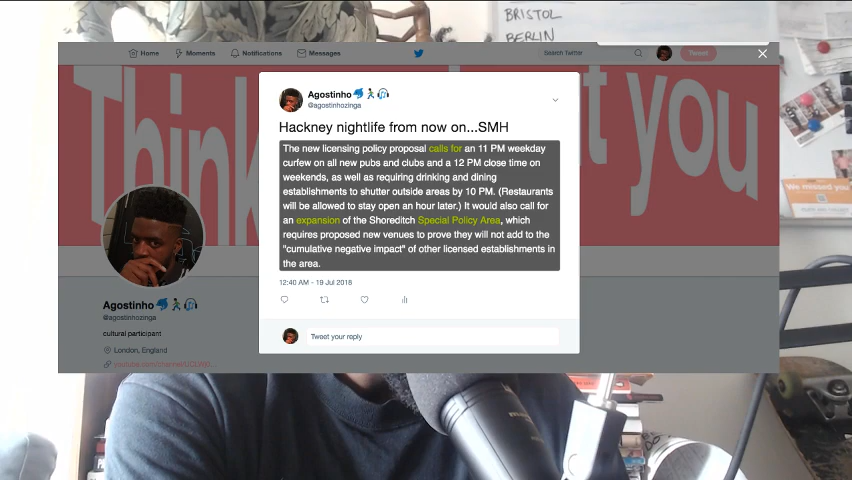 BRISTOL
BERLIN
Home
Moments
Notifications
Messages
Search Twitter
Tweet
Think
t you
Agostinho
@agostinhozinga
Hackney nightlife from now on...SMH
The new licensing policy proposal calls for an 11 PM weekday
curfew on all new pubs and clubs and a 12 PM close time on
weekends, as well as requiring drinking and dining
establishments to shutter outside areas by 10 PM. (Restaurants
will be allowed to stay open an hour later.) It would also call for
an expansion of the Shoreditch Special Policy Area, which
requires proposed new venues to prove they will not add to the
"cumulative negative impact" of other licensed establishments in
the area.
12:40 AM - 19 Jul 2018
Tweet your reply
Agostinho
@agostinhozinga
cultural participant
London, England
We missed you